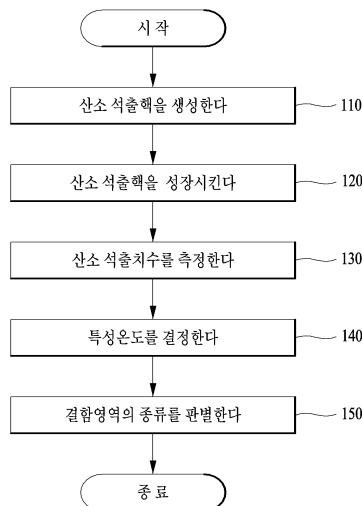 시 작
산소 석출핵을 생성한다
110
산소 석출핵을 성장시킨다
120
산소 석출치수를 측정한다
130
특성온도를 결정한다
140
결함영역의 종류를 판별한다
150
종 료